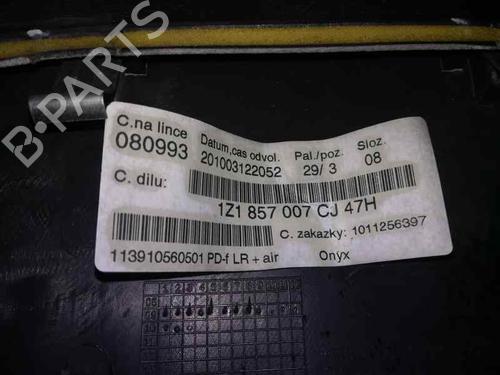 B-PARTS
C.na lince Datum,cas odvol. Pal./poz. Sloz.
080993 201003122052 29/ 3 08
C. dilu:
1Z1 857 007 CJ 47H
C. zakazky: 1011256397
113910560501 PD-f LR + air Onyx